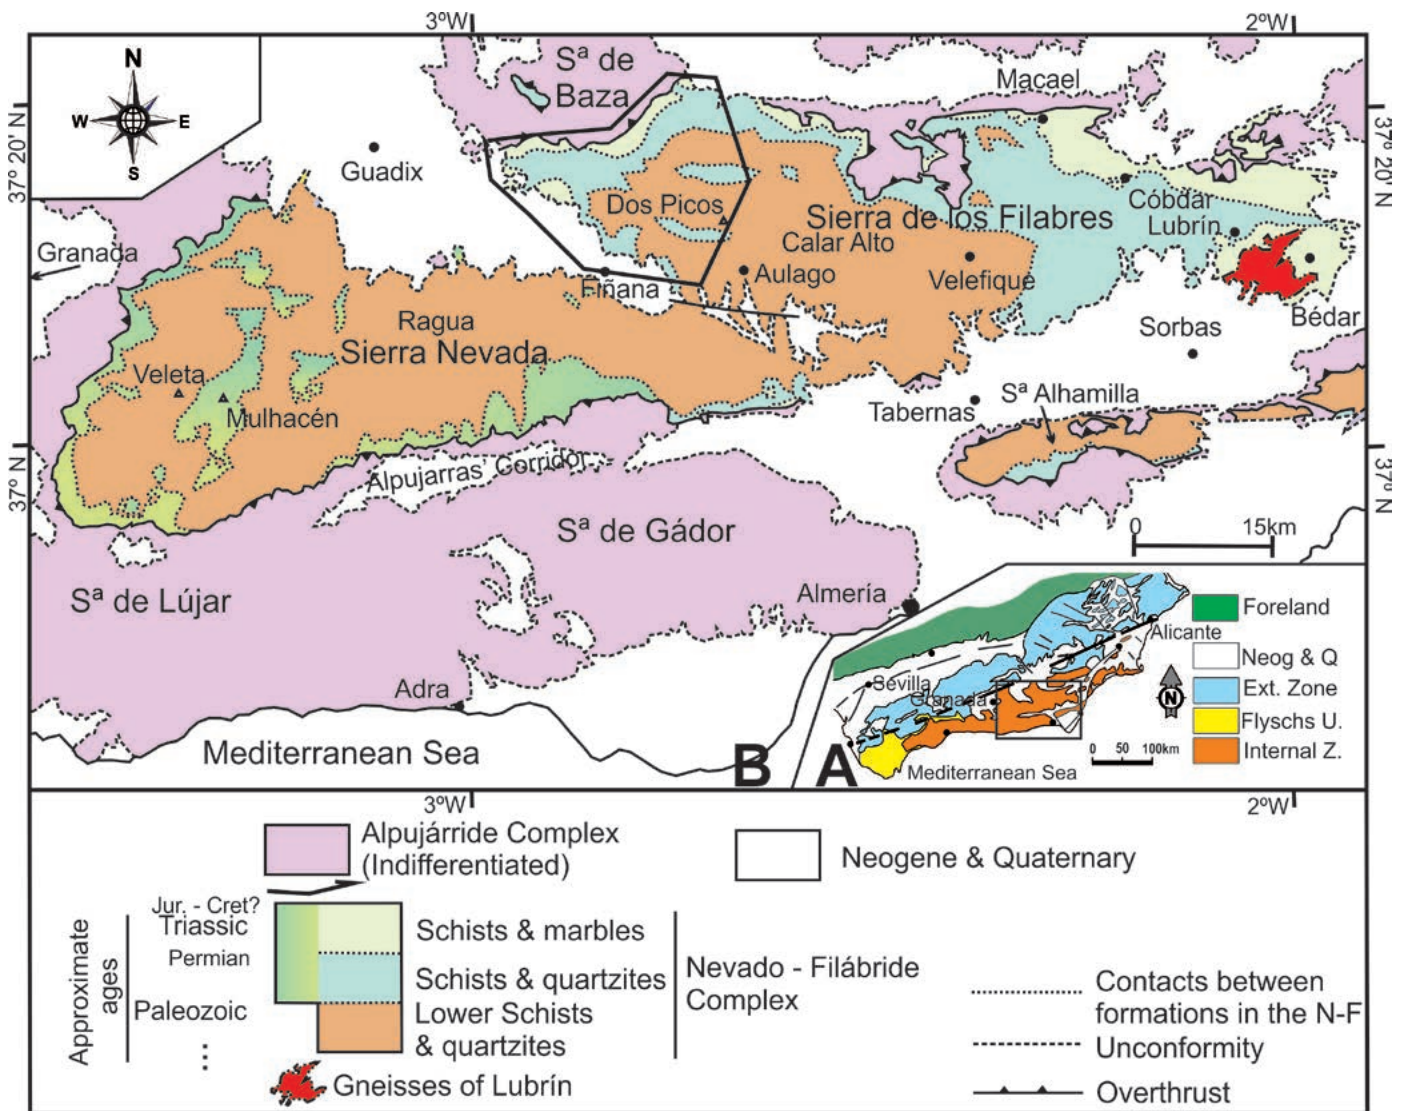 3ºW
2ºW
N
W
E
S
37º 20' N
37º 20' N
Sª de
Baza
Macael
Guadix
Granada
Dos Picos
Sierra de los Filabres
Cóbdar
Lubrín
Calar Alto
Aulago
Velefique
Fiñana
Bédar
Ragua
Sierra Nevada
Sorbas
Veleta
Mulhacén
Tabernas
Sª Alhamilla
37º N
37º N
Alpujarras' Corridor
Sª de Gádor
0
15km
Sª de Lújar
Almería
Adra
Mediterranean Sea
B
A
Foreland
Alicante
Neog & Q
Sevilla
Granada
Ext. Zone
N
Flyschs U.
Internal Z.
0 50 100km
Mediterranean Sea
3ºW
2ºW
Alpujárride Complex
(Indifferentiated)
Neogene & Quaternary
Approximate
ages
Jur. - Cret?
Triassic
Permian
Paleozoic
Schists & marbles
Schists & quartzites
Lower Schists
& quartzites
Nevado - Filábride
Complex
Gneisses of Lubrín
Contacts between
formations in the N-F
Unconformity
Overthrust